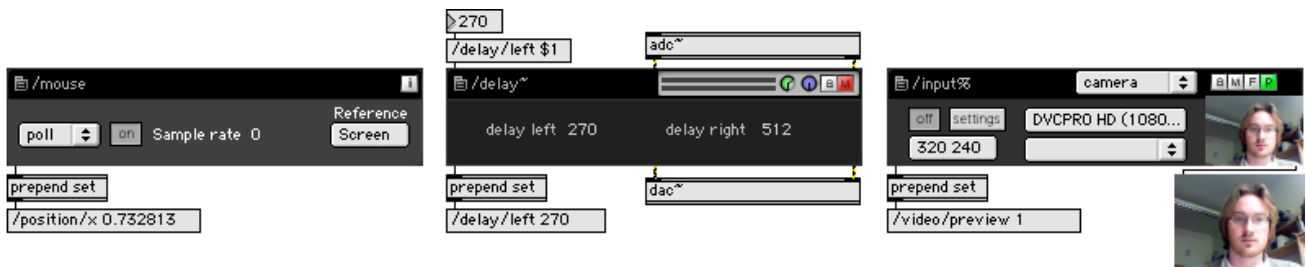 /mouse
i
poll
on
Sample rate 0
Reference
Screen
prepend set
/position/x 0.732813
270
/delay/left $1
adc~
/delay~
B M
delay left 270
delay right 512
prepend set
dac~
/delay/left 270
/input%
camera
B M F P
off
settings
DVCPRO HD (1080...
320 240
prepend set
/video/preview 1